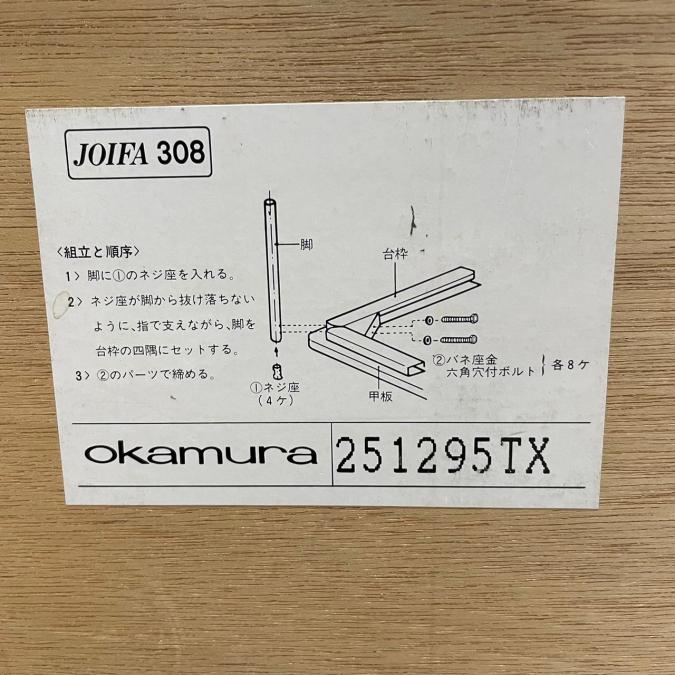 JOIFA 308
〈組立と順序〉
1〉 脚に①のネジ座を入れる。
2〉 ネジ座が脚から抜け落ちない
ように、指で支えながら、脚を
台枠の四隅にセットする。
3〉 ②のパーツで締める。
脚
台枠
①ネジ座
(4ケ)
甲板
②バネ座金
六角穴付ボルト
各8ケ
okamura
251295TX